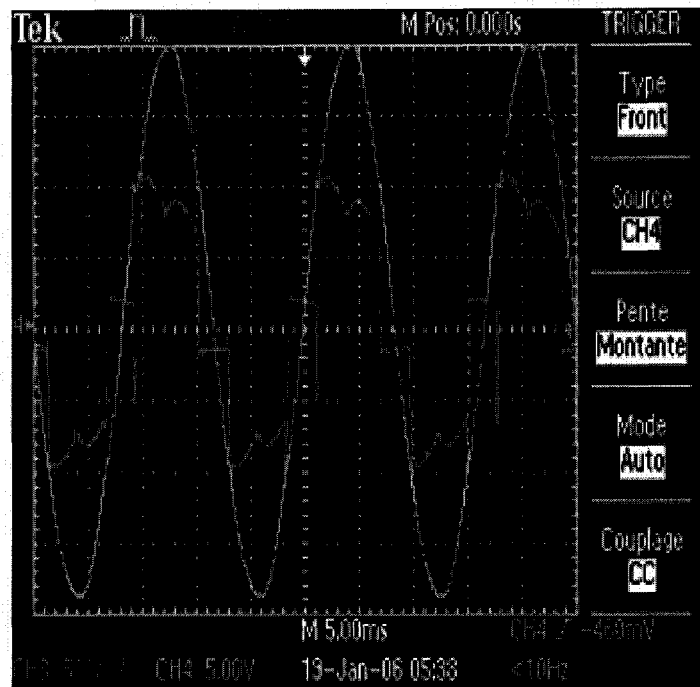 Tek M Pos: 0.000s TRIGGER
Type
Front
Source
CH4
Pente
Montante
Mode
Auto
Couplage
CC
M 5.00ms CH4
CH4 5.00V 19-Jan-06 05:38 <10Hz